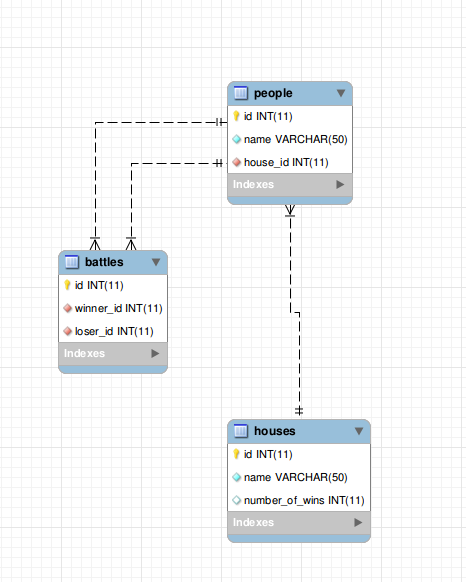 people
id INT(11)
name VARCHAR(50)
house_id INT(11)
Indexes
battles
id INT(11)
winner_id INT(11)
loser_id INT(11)
Indexes
houses
id INT(11)
name VARCHAR(50)
number_of_wins INT(11)
Indexes